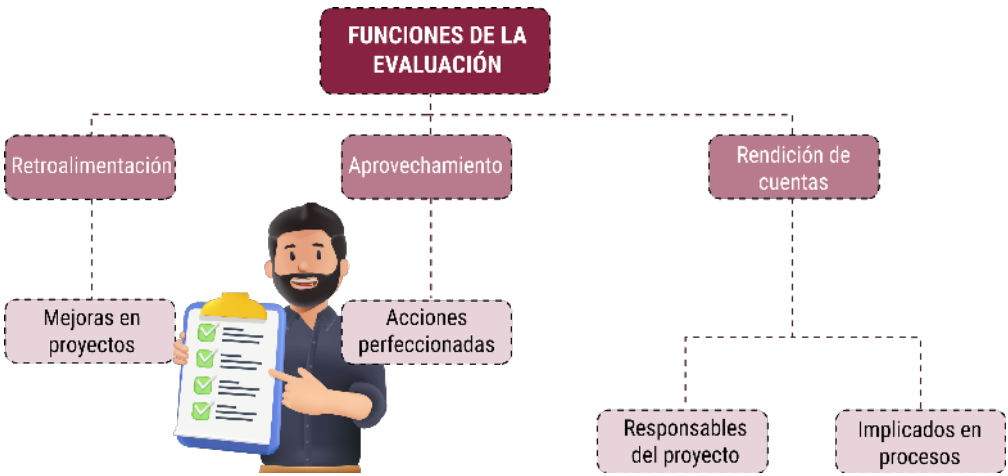 FUNCIONES DE LA
EVALUACIÓN
Retroalimentación
Aprovechamiento
Rendición de
cuentas
Mejoras en
proyectos
Acciones
perfeccionadas
Responsables
del proyecto
Implicados en
procesos